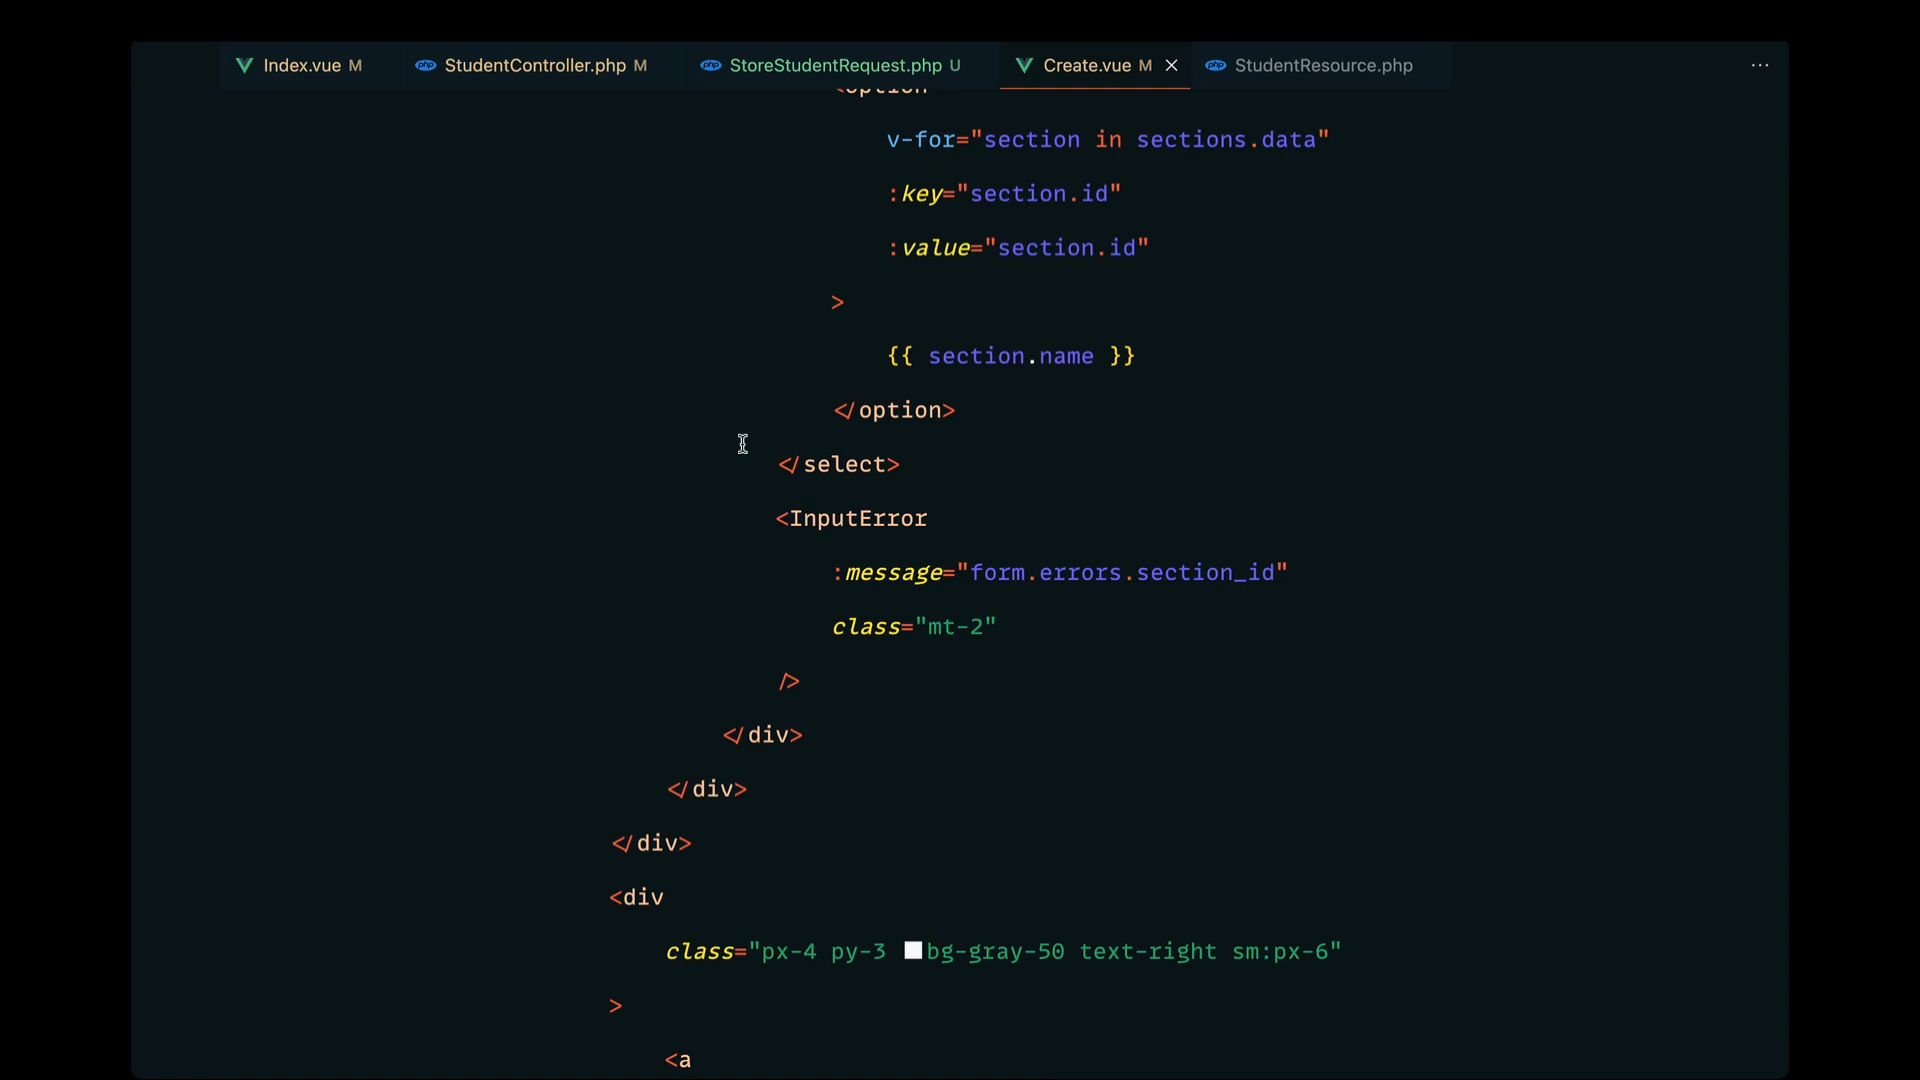 Index.vue M StudentController.php M StoreStudentRequest.php U Create.vue M StudentResource.php
<option
v-for="section in sections.data"
:key="section.id"
:value="section.id"
>
{{ section.name }}
</option>
</select>
<InputError
:message="form.errors.section_id"
class="mt-2"
/>
</div>
</div>
</div>
<div
class="px-4 py-3 bg-gray-50 text-right sm:px-6"
>
<a